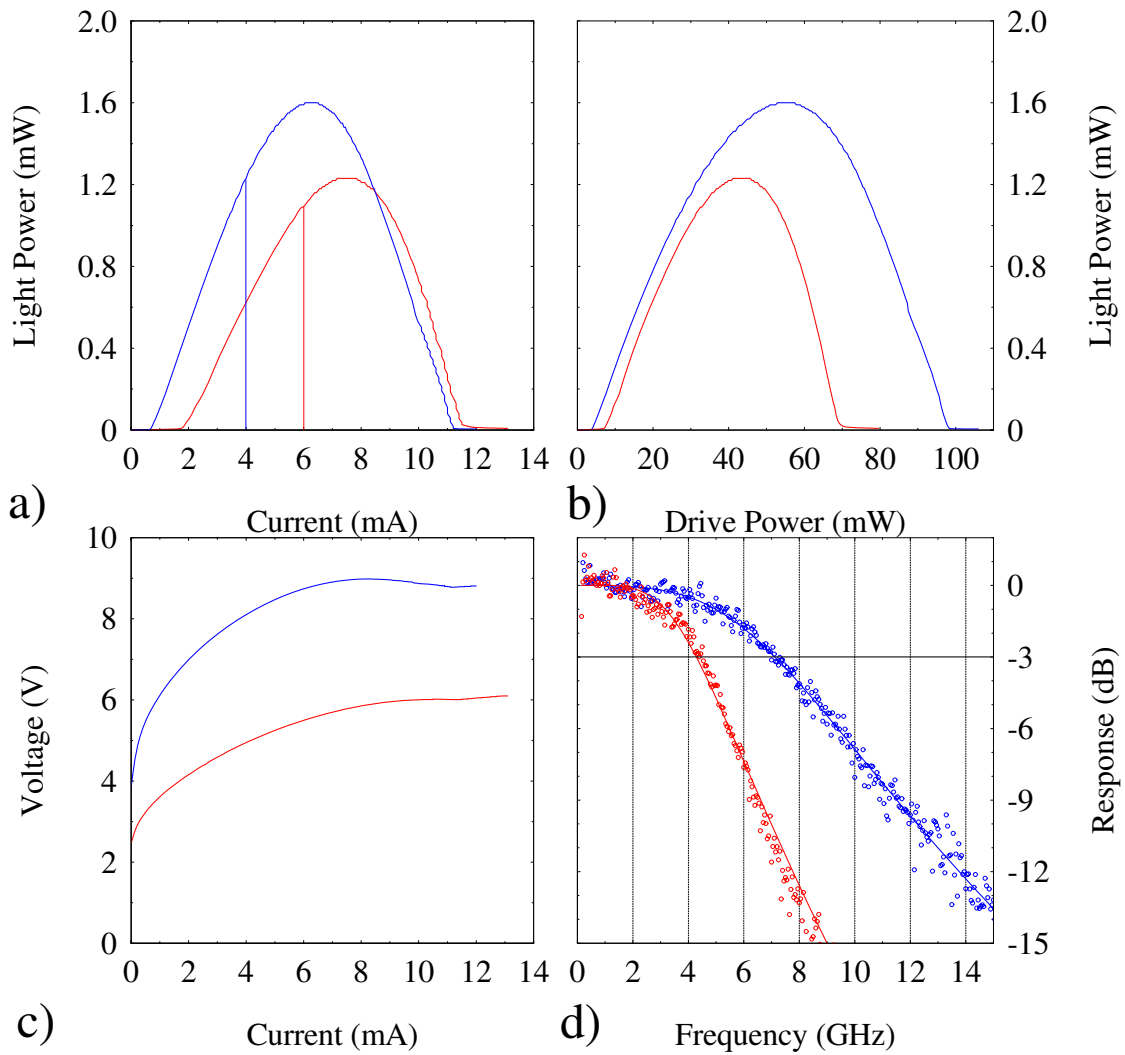 2.0
1.6
1.2
0.8
0.4
0
Light Power (mW)
0 2 4 6 8 10 12 14
a)
Current (mA)
2.0
1.6
1.2
0.8
0.4
0
Light Power (mW)
20 40 60 80 100
b)
Drive Power (mW)
10
8
6
4
2
0
Voltage (V)
0 2 4 6 8 10 12 14
c)
Current (mA)
0
-3
-6
-9
-12
-15
Response (dB)
0 2 4 6 8 10 12 14
d)
Frequency (GHz)